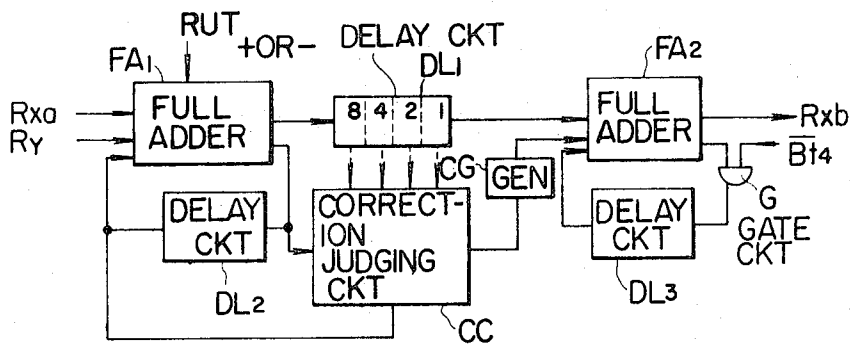 RUT
+OR-
DELAY CKT
DL1
FA1
FA2
FULL
ADDER
8 4 2 1
FULL
ADDER
Rxa
Ry
Rxb
Bt4
CG
GEN
G
GATE
CKT
DELAY
CKT
DL2
CORRECT-
ION
JUDGING
CKT
CC
DELAY
CKT
DL3